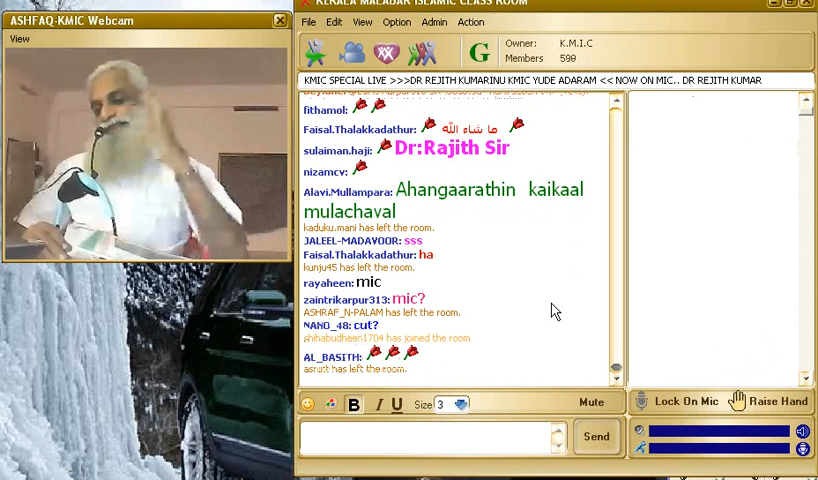 ASHFAQ-KMIC Webcam
View
KERALA MALABAR ISLAMIC CLASS ROOM
File Edit View Option Admin Action
G
Owner: K.M.I.C
Members 599
KMIC SPECIAL LIVE >>>DR REJITH KUMARINU KMIC YUDE ADARAM << NOW ON MIC.. DR REJITH KUMAR
fithamol:
Faisal.Thalakkadathur: ما شاء الله
sulaiman.haji: Dr:Rajith Sir
nizamcv:
Alavi.Mullampara: Ahangaarathin kaikaal
mulachaval
kaduku.mani has left the room.
JALEEL-MADAVOOR: sss
Faisal.Thalakkadathur: ha
kunju45 has left the room.
rayaheen: mic
zaintrikarpur313: mic?
ASHRAF_N-PALAM has left the room.
NANO_48: cut?
shihabudheen1704 has joined the room
AL_BASITH:
asrutt has left the room.
B I U Size 3 Mute
Lock On Mic Raise Hand
Send